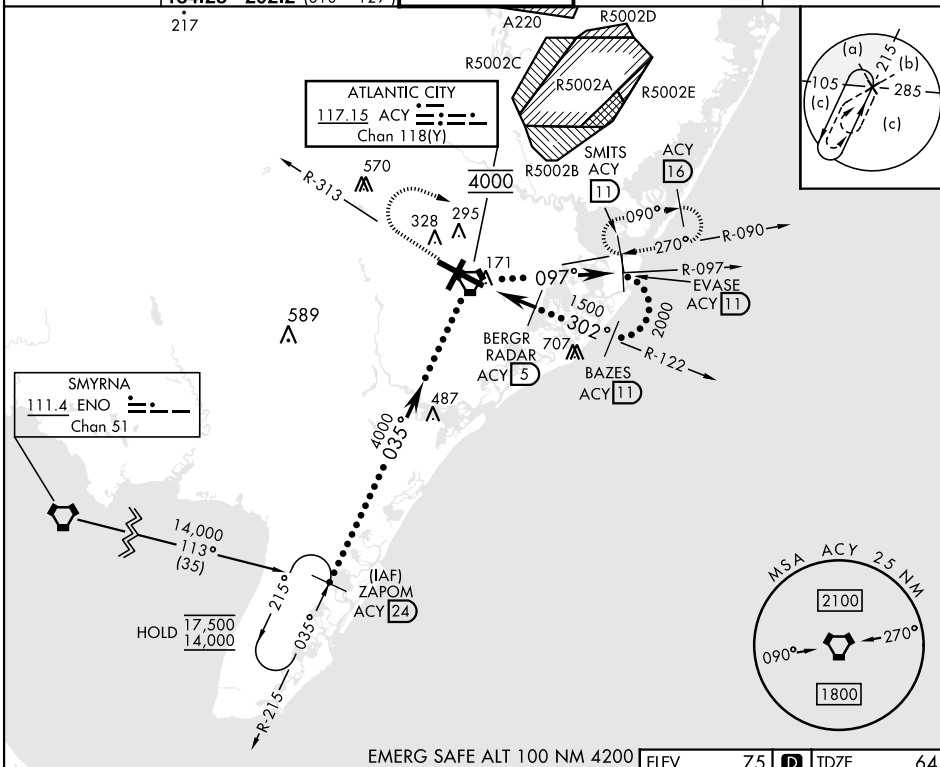 217
A220
R5002D
R5002C
R5002A
R5002E
R5002B
(a)
215
(b)
105
285
(c)
(c)
ATLANTIC CITY
117.15 ACY
Chan 118(Y)
4000
SMITS
ACY
11
ACY
16
R-313
570
328
295
171
090°
270°
R-090
097°
R-097
EVASE
ACY 11
1500
302°
2000
BERGR
RADAR
ACY 5
707
BAZES
ACY 11
R-122
589
487
4000
035°
SMYRNA
111.4 ENO
Chan 51
14,000
113°
(35)
(IAF)
ZAPOM
ACY 24
215°
035°
HOLD 17,500
14,000
R-215
MSA ACY 25 NM
2100
090°
270°
1800
EMERG SAFE ALT 100 NM 4200
ELEV 75 D TDZE 64